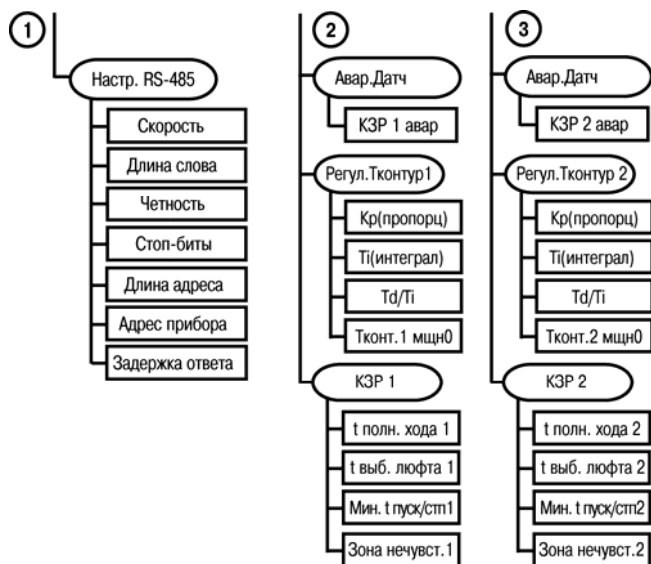 1
Настр. RS-485
Скорость
Длина слова
Четность
Стоп-биты
Длина адреса
Адрес прибора
Задержка ответа
2
Авар.Датч
КЗР 1 авар
Регул.Тконтур1
Kp(пропорц)
Ti(интеграл)
Td/Ti
Тконт.1 мщн0
КЗР 1
t полн. хода 1
t выб. люфта 1
Мин. t пуск/стп1
Зона нечувст.1
3
Авар.Датч
КЗР 2 авар
Регул.Тконтур 2
Kp(пропорц)
Ti(интеграл)
Td/Ti
Тконт.2 мщн0
КЗР 2
t полн. хода 2
t выб. люфта 2
Мин. t пуск/стп2
Зона нечувст.2